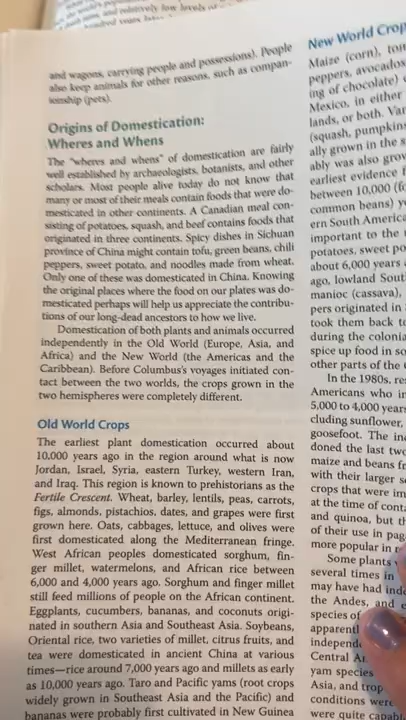 and wagons, carrying people and possessions). People
also keep animals for other reasons, such as compan-
ionship (pets).
Origins of Domestication:
Wheres and Whens
The "wheres and whens" of domestication are fairly
well established by archaeologists, botanists, and other
scholars. Most people alive today do not know that
many or most of their meals contain foods that were do-
mesticated in other continents. A Canadian meal con-
sisting of potatoes, squash, and beef contains foods that
originated in three continents. Spicy dishes in Sichuan
province of China might contain tofu, green beans, chili
peppers, sweet potato, and noodles made from wheat.
Only one of these was domesticated in China. Knowing
the original places where the food on our plates was do-
mesticated perhaps will help us appreciate the contribu-
tions of our long-dead ancestors to how we live.
Domestication of both plants and animals occurred
independently in the Old World (Europe, Asia, and
Africa) and the New World (the Americas and the
Caribbean). Before Columbus's voyages initiated con-
tact between the two worlds, the crops grown in the
two hemispheres were completely different.
Old World Crops
The earliest plant domestication occurred about
10,000 years ago in the region around what is now
Jordan, Israel, Syria, eastern Turkey, western Iran,
and Iraq. This region is known to prehistorians as the
Fertile Crescent. Wheat, barley, lentils, peas, carrots,
figs, almonds, pistachios, dates, and grapes were first
grown here. Oats, cabbages, lettuce, and olives were
first domesticated along the Mediterranean fringe.
West African peoples domesticated sorghum, fin-
ger millet, watermelons, and African rice between
6,000 and 4,000 years ago. Sorghum and finger millet
still feed millions of people on the African continent.
Eggplants, cucumbers, bananas, and coconuts origi-
nated in southern Asia and Southeast Asia. Soybeans,
Oriental rice, two varieties of millet, citrus fruits, and
tea were domesticated in ancient China at various
times—rice around 7,000 years ago and millets as early
as 10,000 years ago. Taro and Pacific yams (root crops
widely grown in Southeast Asia and the Pacific) and
bananas were probably first cultivated in New Guinea
New World Crop
Maize (corn), tom
peppers, avocados
ing of chocolate)
Mexico, in either
lands, or both. Var
(squash, pumpkins
ally grown in the
ably was also grow
earliest evidence f
between 10,000 (fo
common beans) y
ern South America
important to the
potatoes, sweet po
about 6,000 years
ago, lowland Sout
manioc (cassava),
pers originated in
took them back t
during the colonia
spice up food in so
other parts of the
In the 1980s, re
Americans who in
5,000 to 4,000 years
cluding sunflower,
goosefoot. The in
doned the last two
maize and beans fr
with their larger s
crops that were im
at the time of cont
and quinoa, but th
of their use in pag
more popular in
Some plants
several times in
may have had inde
the Andes, and
species of
apparentl
independ
Central A
yam species
Asia, and trop
conditions were
were quite capab